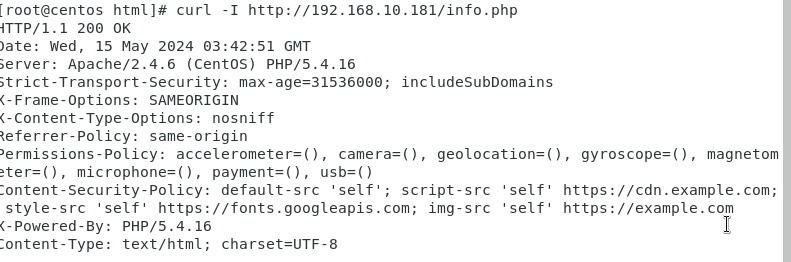 [root@centos html]# curl -I http://192.168.10.181/info.php
HTTP/1.1 200 OK
Date: Wed, 15 May 2024 03:42:51 GMT
Server: Apache/2.4.6 (CentOS) PHP/5.4.16
Strict-Transport-Security: max-age=31536000; includeSubDomains
X-Frame-Options: SAMEORIGIN
X-Content-Type-Options: nosniff
Referrer-Policy: same-origin
Permissions-Policy: accelerometer=(), camera=(), geolocation=(), gyroscope=(), magnetom
eter=(), microphone=(), payment=(), usb=()
Content-Security-Policy: default-src 'self'; script-src 'self' https://cdn.example.com;
 style-src 'self' https://fonts.googleapis.com; img-src 'self' https://example.com
X-Powered-By: PHP/5.4.16
Content-Type: text/html; charset=UTF-8